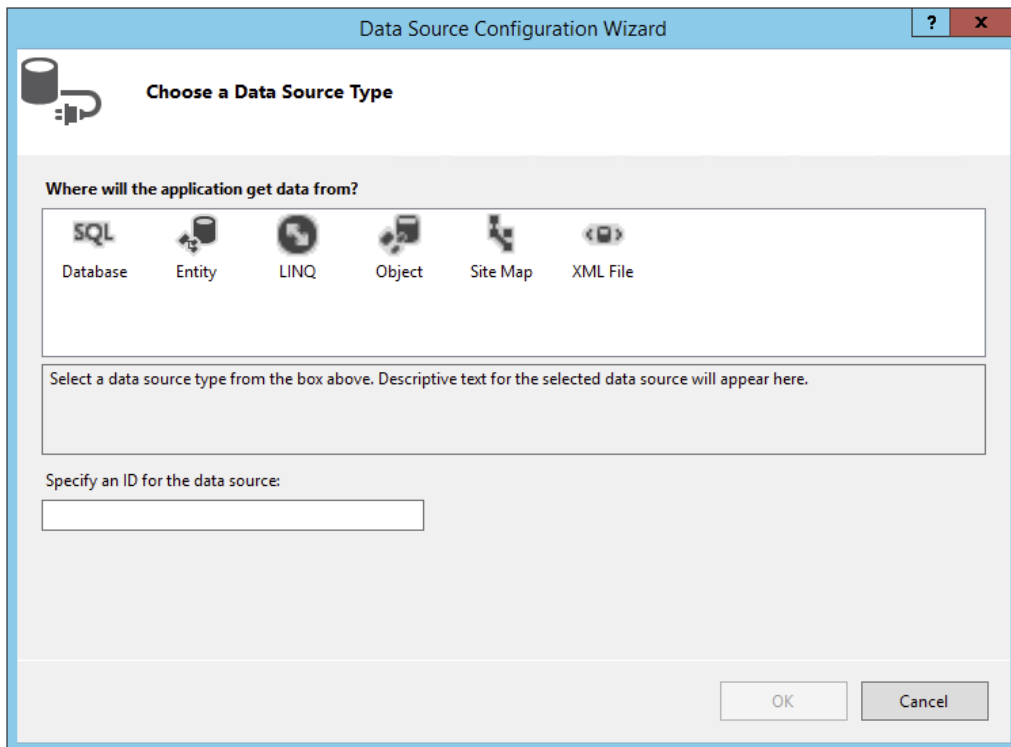 Data Source Configuration Wizard
?
x
Choose a Data Source Type
Where will the application get data from?
SQL
Database
Entity
LINQ
Object
Site Map
XML File
Select a data source type from the box above. Descriptive text for the selected data source will appear here.
Specify an ID for the data source:
OK
Cancel